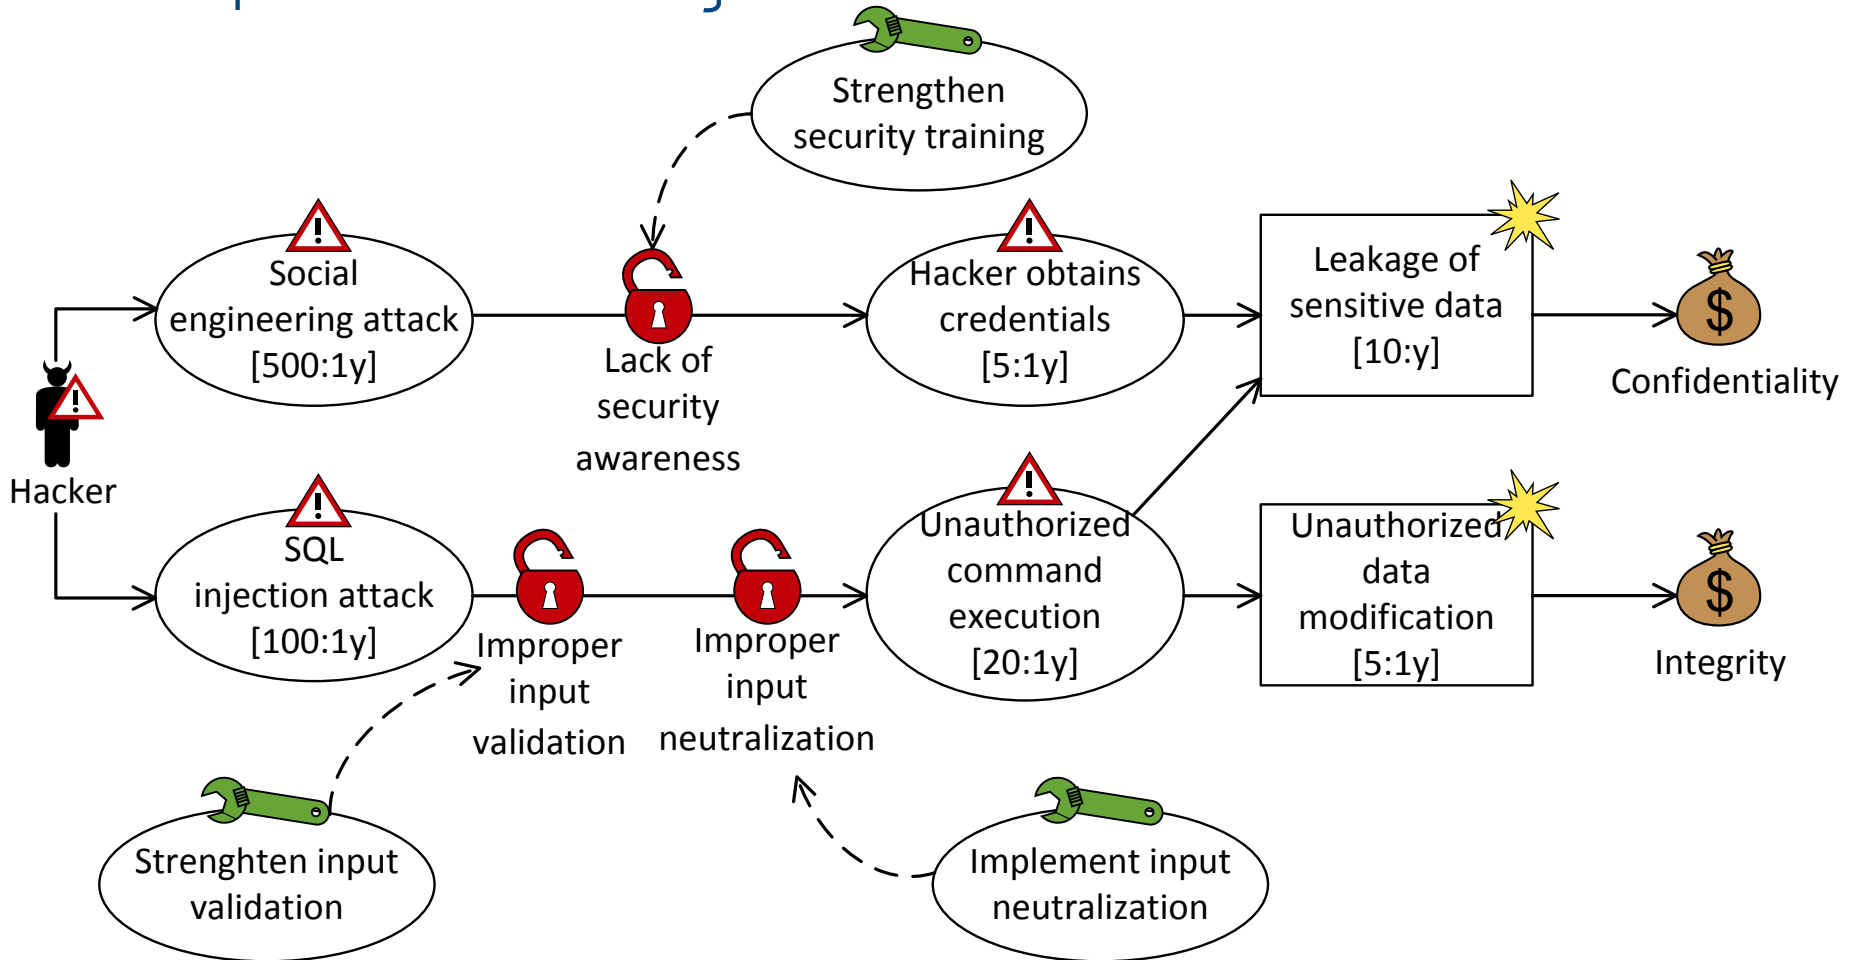 Strengthen
security training
Social
engineering attack
[500:1y]
Lack of
security
awareness
Hacker obtains
credentials
[5:1y]
Leakage of
sensitive data
[10:y]
$
Confidentiality
Hacker
SQL
injection attack
[100:1y]
Improper
input
validation
Improper
input
neutralization
Unauthorized
command
execution
[20:1y]
Unauthorized
data
modification
[5:1y]
$
Integrity
Strenghten input
validation
Implement input
neutralization